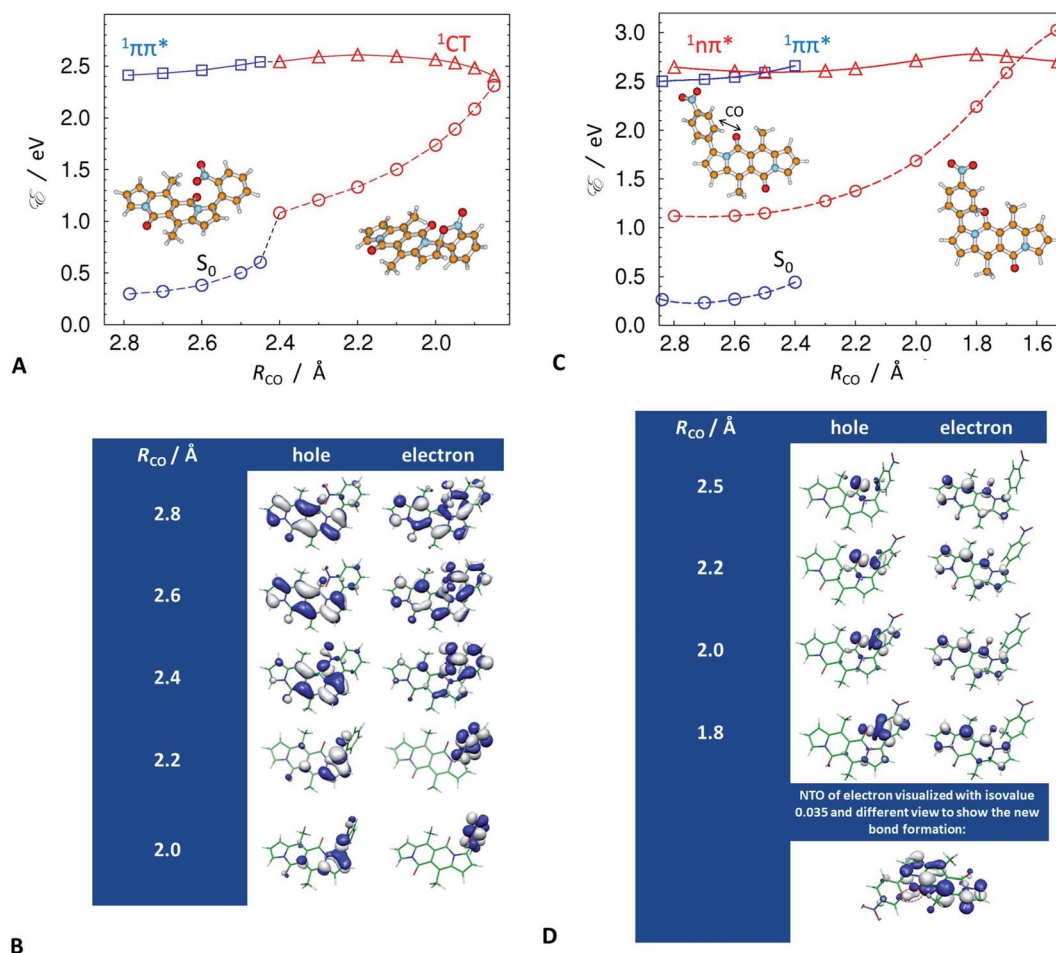 A
C
¹ππ*
¹CT
ℰ / eV
3.0
2.5
2.0
1.5
1.0
0.5
0.0
S₀
2.8 2.6 2.4 2.2 2.0
R_CO / Å
¹nπ*
¹ππ*
CO
ℰ / eV
3.0
2.5
2.0
1.5
1.0
0.5
0.0
S₀
2.8 2.6 2.4 2.2 2.0 1.8 1.6
R_CO / Å
R_CO / Å hole electron
2.8
2.6
2.4
2.2
2.0
B
R_CO / Å hole electron
2.5
2.2
2.0
1.8
NTO of electron visualized with isovalue
0.035 and different view to show the new
bond formation:
D